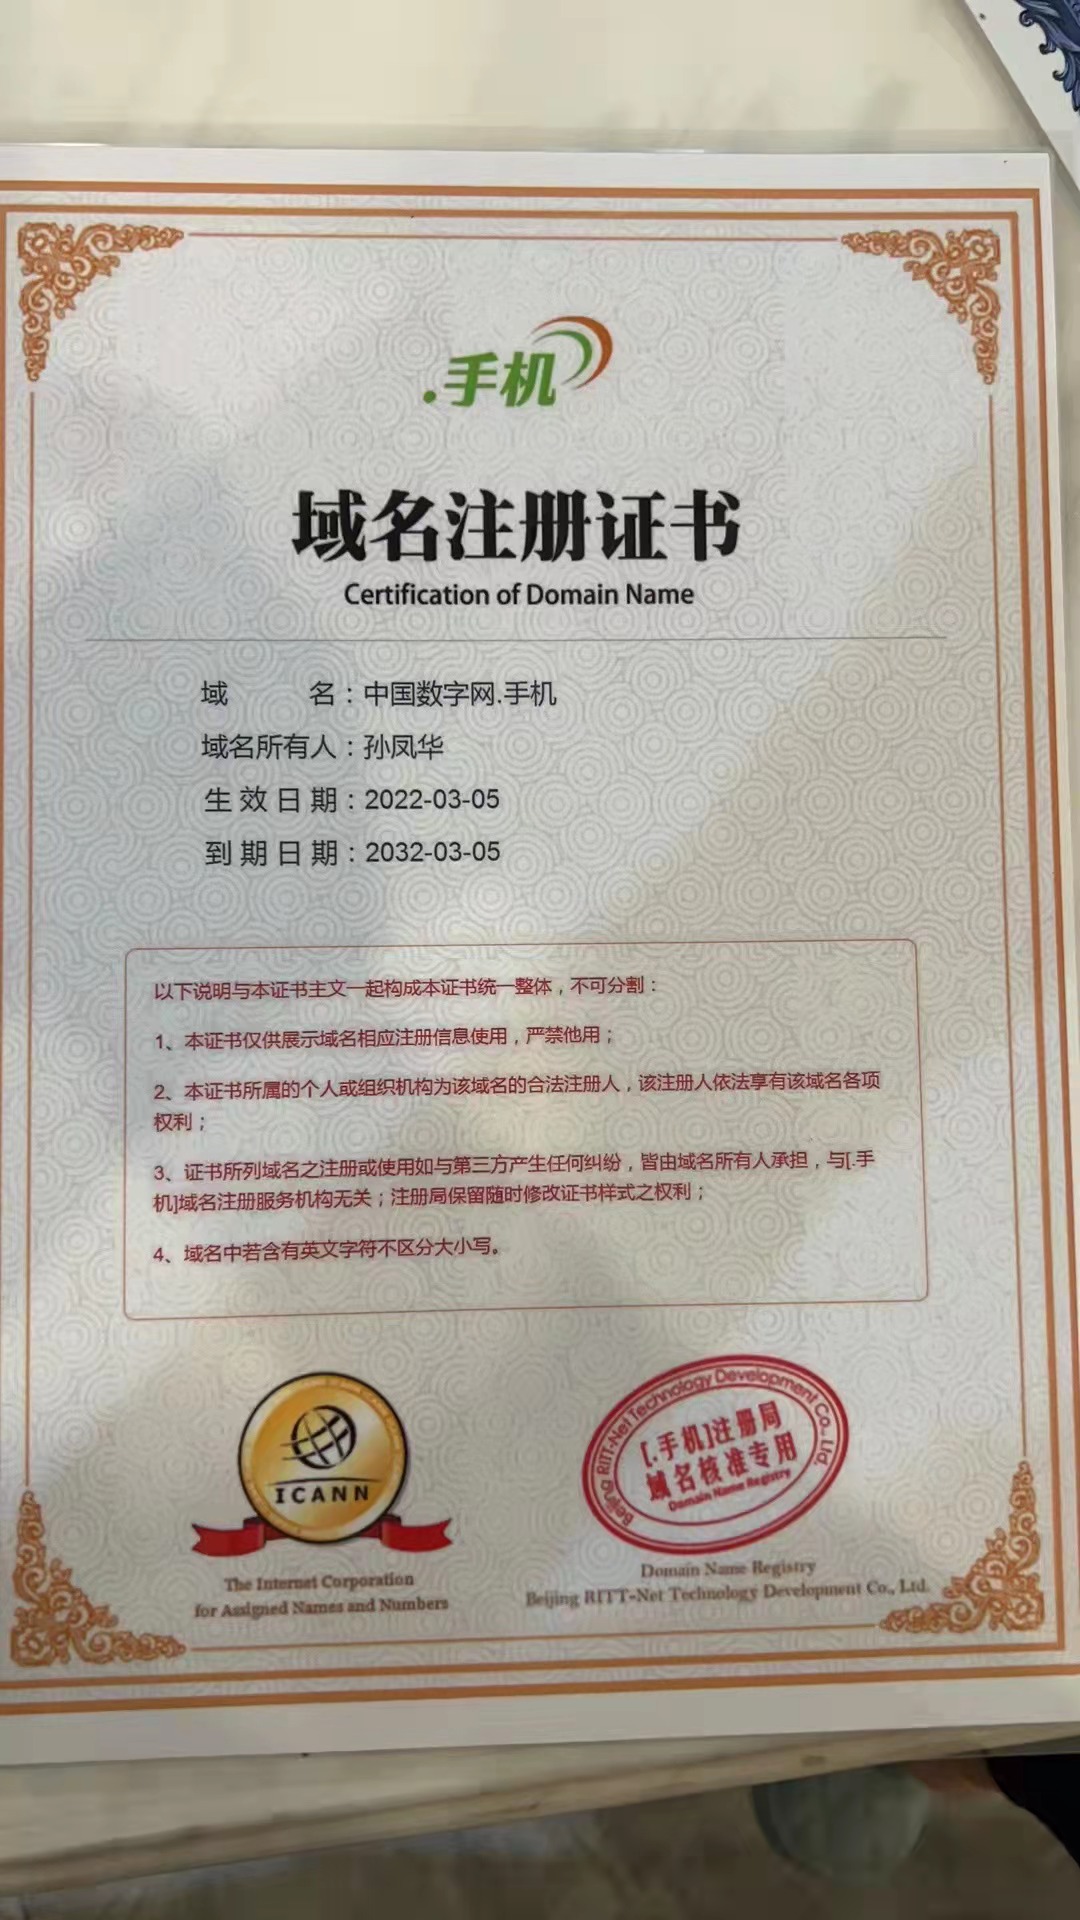 .手机
域名注册证书
Certification of Domain Name
域 名：中国数字网.手机
域名所有人：孙凤华
生效日期：2022-03-05
到期日期：2032-03-05
以下说明与本证书主文一起构成本证书统一整体，不可分割：
1、本证书仅供展示域名相应注册信息使用，严禁他用；
2、本证书所属的个人或组织机构为该域名的合法注册人，该注册人依法享有该域名各项
权利；
3、证书所列域名之注册或使用如与第三方产生任何纠纷，皆由域名所有人承担，与[.手
机]域名注册服务机构无关；注册局保留随时修改证书样式之权利；
4、域名中若含有英文字符不区分大小写。
ICANN
The Internet Corporation
for Assigned Names and Numbers
Beijing RITT-Net Technology Development Co., Ltd.
[.手机]注册局
域名核准专用
Domain Name Registry
Domain Name Registry
Beijing RITT-Net Technology Development Co., Ltd.